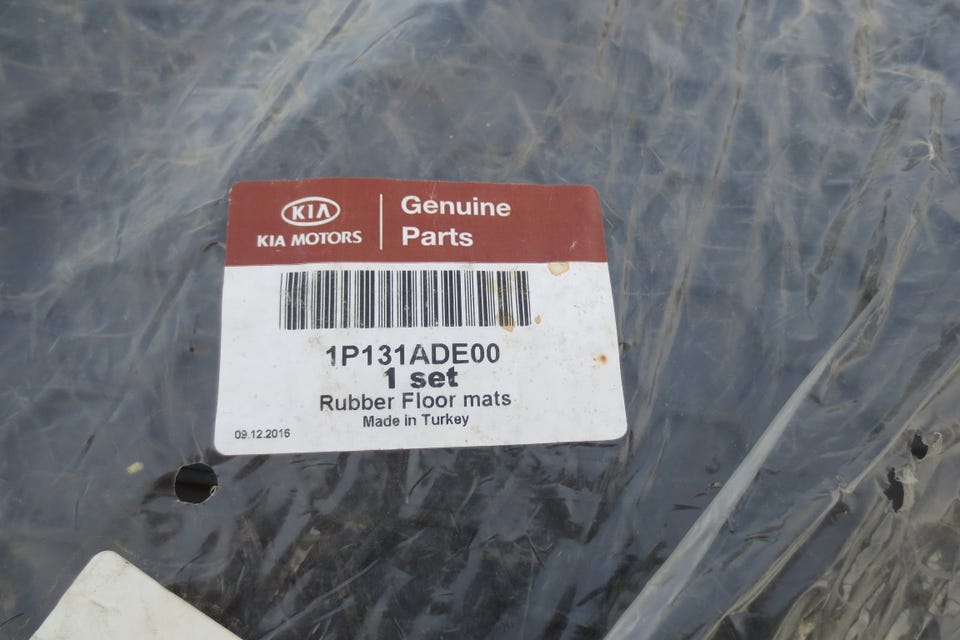 KIA
KIA MOTORS
Genuine
Parts
1P131ADE00
1 set
Rubber Floor mats
Made in Turkey
09.12.2016